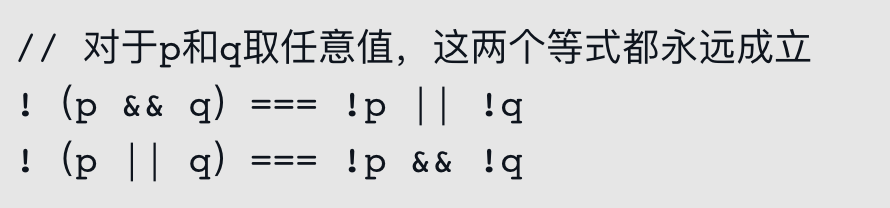 // 对于p和q取任意值，这两个等式都永远成立
! (p && q) === !p || !q
! (p || q) === !p && !q